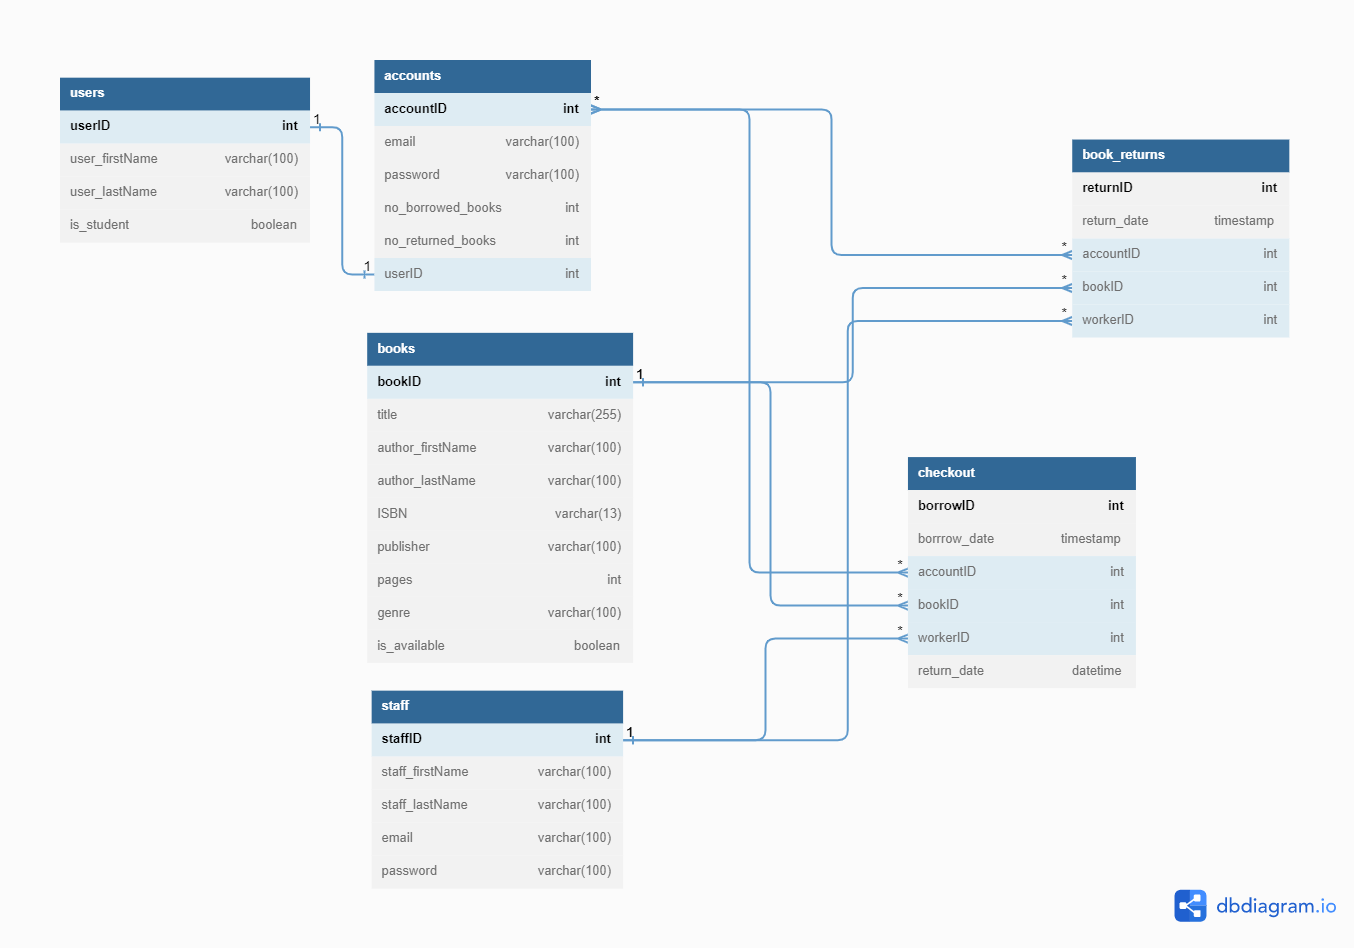 users
userID int
user_firstName varchar(100)
user_lastName varchar(100)
is_student boolean
1
1
accounts
accountID int
email varchar(100)
password varchar(100)
no_borrowed_books int
no_returned_books int
userID int
*
books
bookID int
title varchar(255)
author_firstName varchar(100)
author_lastName varchar(100)
ISBN varchar(13)
publisher varchar(100)
pages int
genre varchar(100)
is_available boolean
1
staff
staffID int
staff_firstName varchar(100)
staff_lastName varchar(100)
email varchar(100)
password varchar(100)
1
book_returns
returnID int
return_date timestamp
* accountID int
* bookID int
* workerID int
checkout
borrowID int
borrrow_date timestamp
* accountID int
* bookID int
* workerID int
return_date datetime
dbdiagram.io